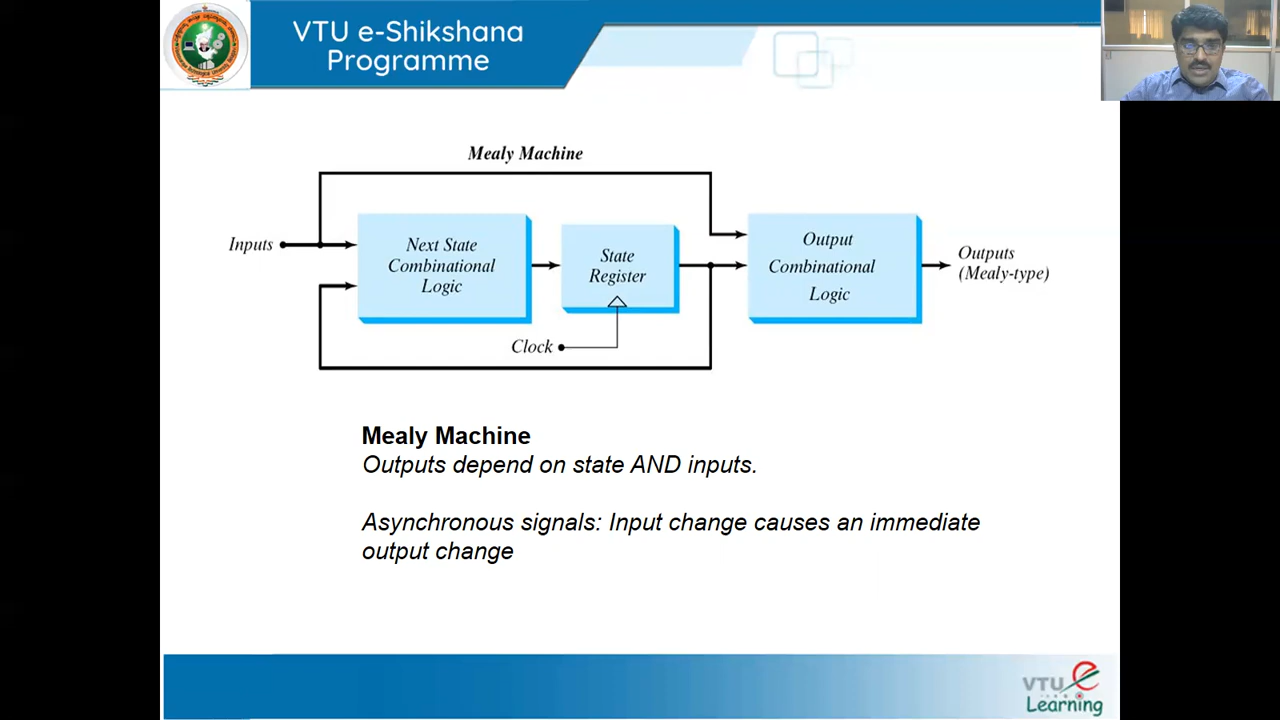 VTU e-Shikshana
Programme
Mealy Machine
Inputs
Next State
Combinational
Logic
State
Register
Clock
Output
Combinational
Logic
Outputs
(Mealy-type)
Mealy Machine
Outputs depend on state AND inputs.
Asynchronous signals: Input change causes an immediate
output change
VTU e
Learning